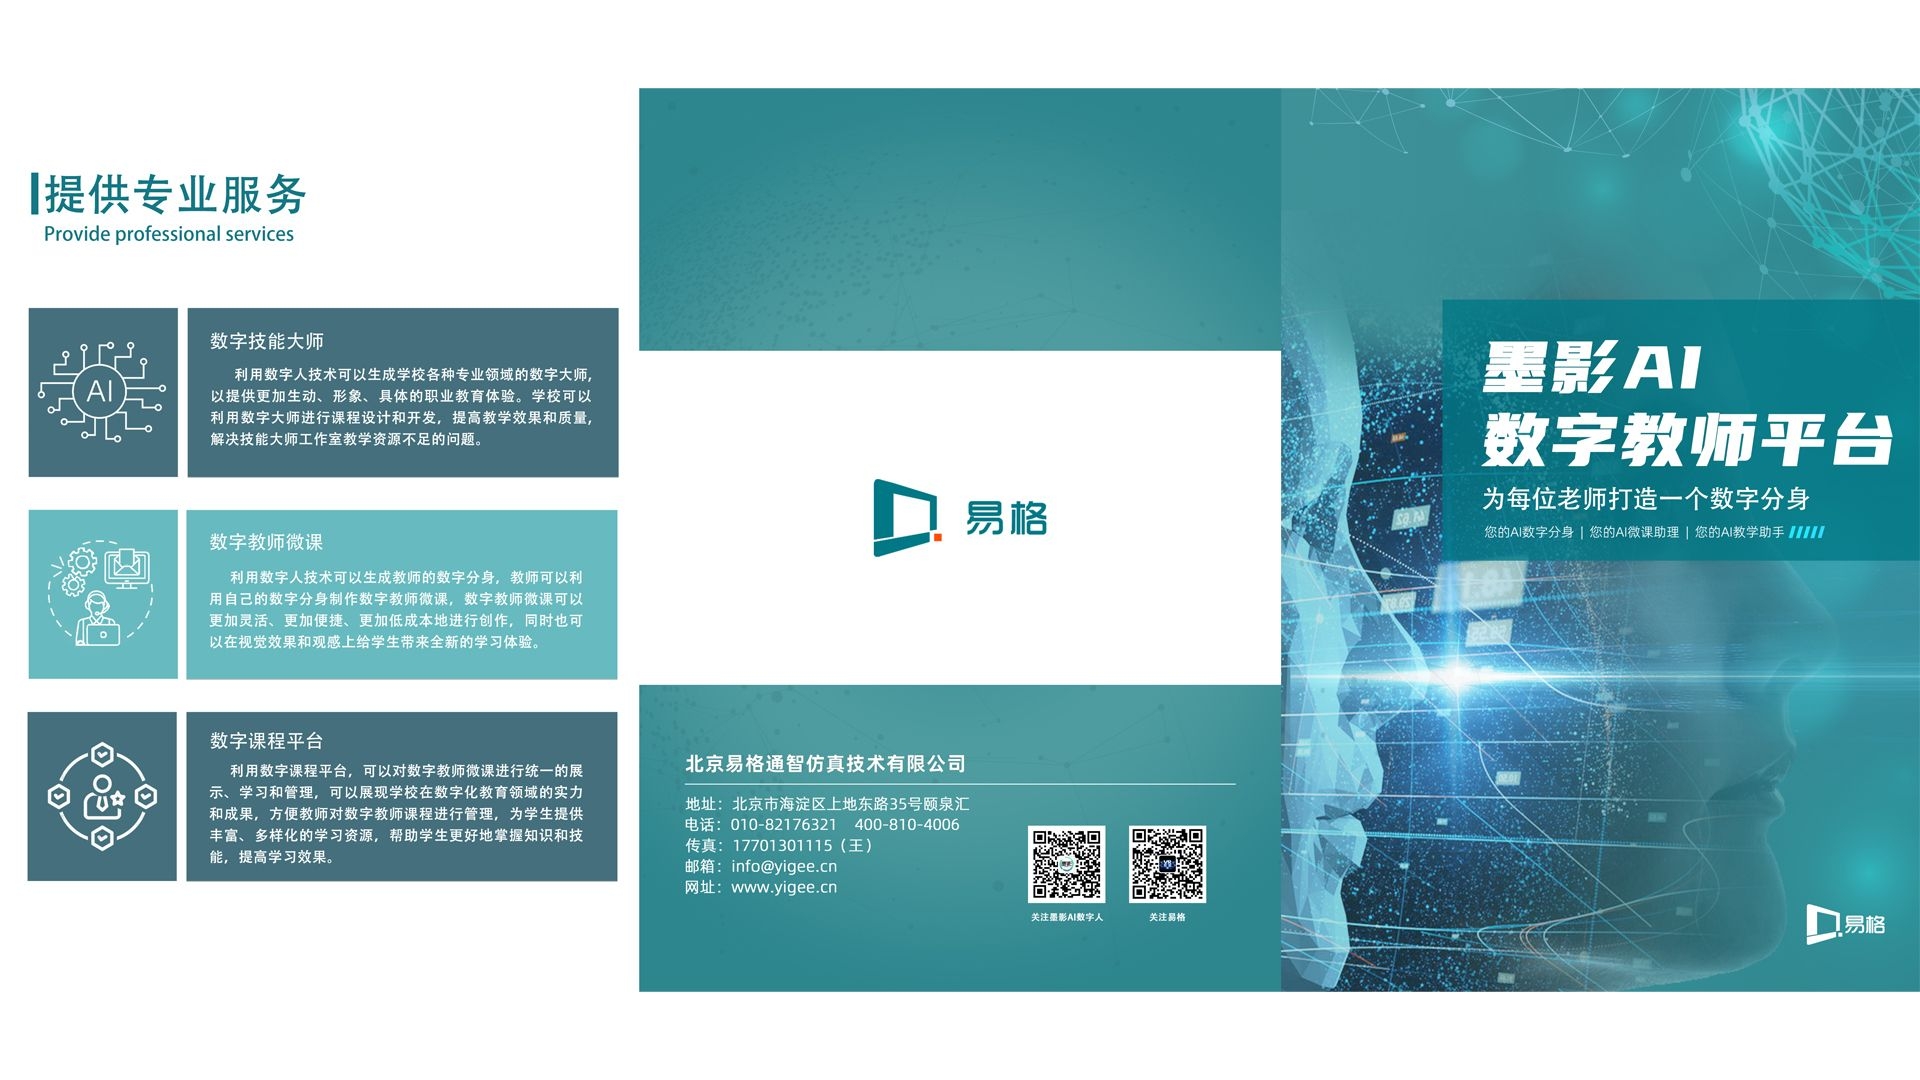 提供专业服务
Provide professional services
AI
数字技能大师
利用数字人技术可以生成学校各种专业领域的数字大师,
以提供更加生动、形象、具体的职业教育体验。学校可以
利用数字大师进行课程设计和开发，提高教学效果和质量,
解决技能大师工作室教学资源不足的问题。
数字教师微课
利用数字人技术可以生成教师的数字分身，教师可以利
用自己的数字分身制作数字教师微课，数字教师微课可以
更加灵活、更加便捷、更加低成本地进行创作，同时也可
以在视觉效果和观感上给学生带来全新的学习体验。
数字课程平台
利用数字课程平台，可以对数字教师微课进行统一的展
示、学习和管理，可以展现学校在数字化教育领域的实力
和成果，方便教师对数字教师课程进行管理，为学生提供
丰富、多样化的学习资源，帮助学生更好地掌握知识和技
能，提高学习效果。
易格
北京易格通智仿真技术有限公司
地址：北京市海淀区上地东路35号颐泉汇
电话：010-82176321 400-810-4006
传真：17701301115（王）
邮箱：info@yigee.cn
网址：www.yigee.cn
关注墨影AI数字人
关注易格
墨影AI
数字教师平台
为每位老师打造一个数字分身
您的AI数字分身 | 您的AI微课助理 | 您的AI教学助手
易格